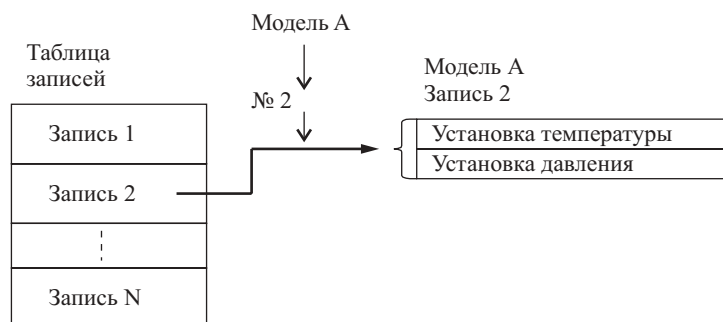 Модель А
Таблица
записей
№ 2
Модель А
Запись 2
Запись 1
Запись 2
Запись N
Установка температуры
Установка давления